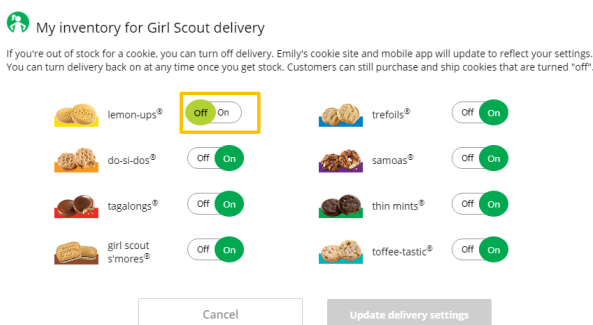 My inventory for Girl Scout delivery
If you're out of stock for a cookie, you can turn off delivery. Emily's cookie site and mobile app will update to reflect your settings.
You can turn delivery back on at any time once you get stock. Customers can still purchase and ship cookies that are turned "off".
lemon-ups® Off On
trefoils® Off On
do-si-dos® Off On
samoas® Off On
tagalongs® Off On
thin mints® Off On
girl scout
s'mores® Off On
toffee-tastic® Off On
Cancel Update delivery settings